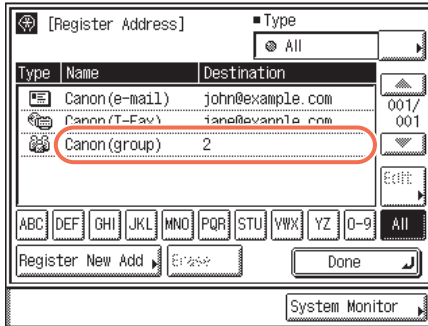 [Register Address]
■Type
All
Type Name Destination
Canon(e-mail) john@example.com
Canon(I-Fax) jane@example.com
Canon(group) 2
001/
001
Edit
ABC DEF GHI JKL MNO PQR STU VWX YZ 0-9 All
Register New Add Erase Done
System Monitor